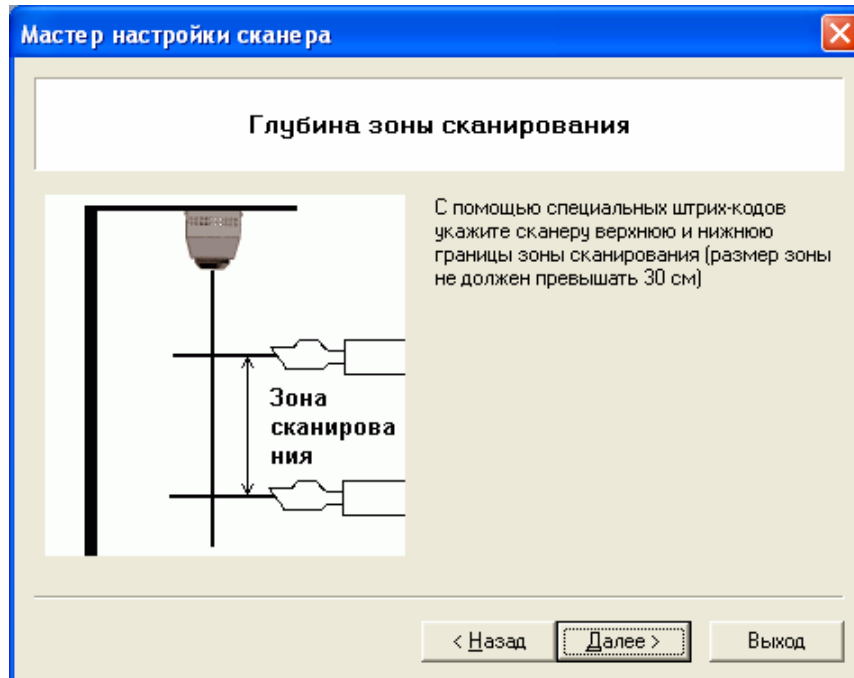 Мастер настройки сканера
Глубина зоны сканирования
С помощью специальных штрих-кодов
укажите сканеру верхнюю и нижнюю
границы зоны сканирования (размер зоны
не должен превышать 30 см)
Зона
сканирова
ния
< Назад
Далее >
Выход